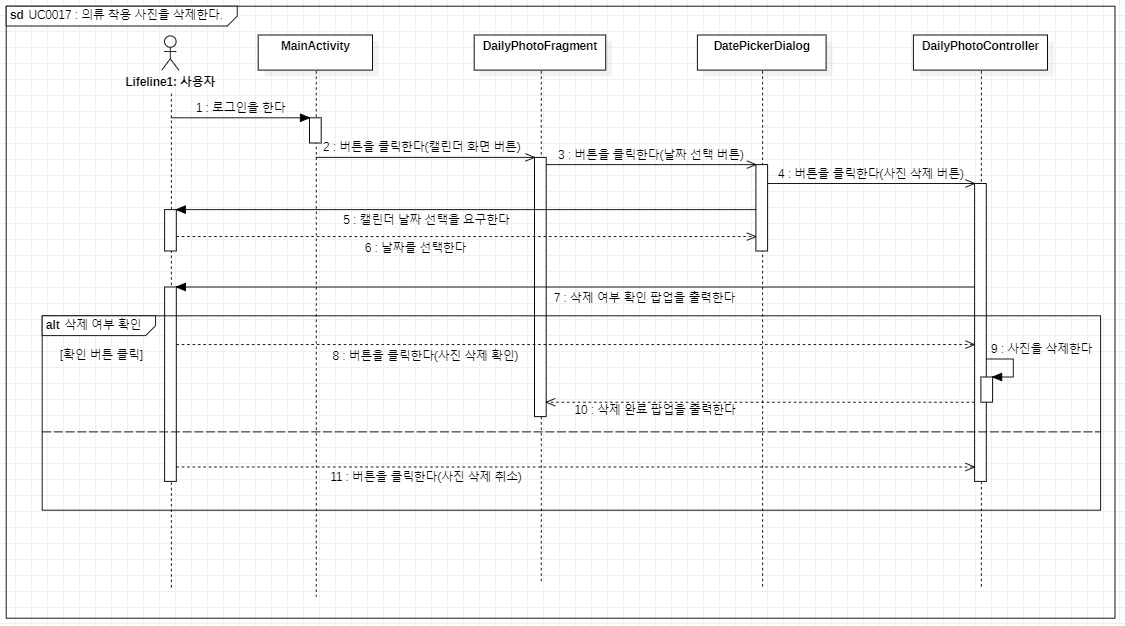 sd UC0017 : 의류 착용 사진을 삭제한다.
MainActivity
DailyPhotoFragment
DatePickerDialog
DailyPhotoController
Lifeline1: 사용자
1 : 로그인을 한다
2 : 버튼을 클릭한다(캘린더 화면 버튼)
3 : 버튼을 클릭한다(날짜 선택 버튼)
4 : 버튼을 클릭한다(사진 삭제 버튼)
5 : 캘린더 날짜 선택을 요구한다
6 : 날짜를 선택한다
7 : 삭제 여부 확인 팝업을 출력한다
alt 삭제 여부 확인
[확인 버튼 클릭]
8 : 버튼을 클릭한다(사진 삭제 확인)
9 : 사진을 삭제한다
10 : 삭제 완료 팝업을 출력한다
11 : 버튼을 클릭한다(사진 삭제 취소)